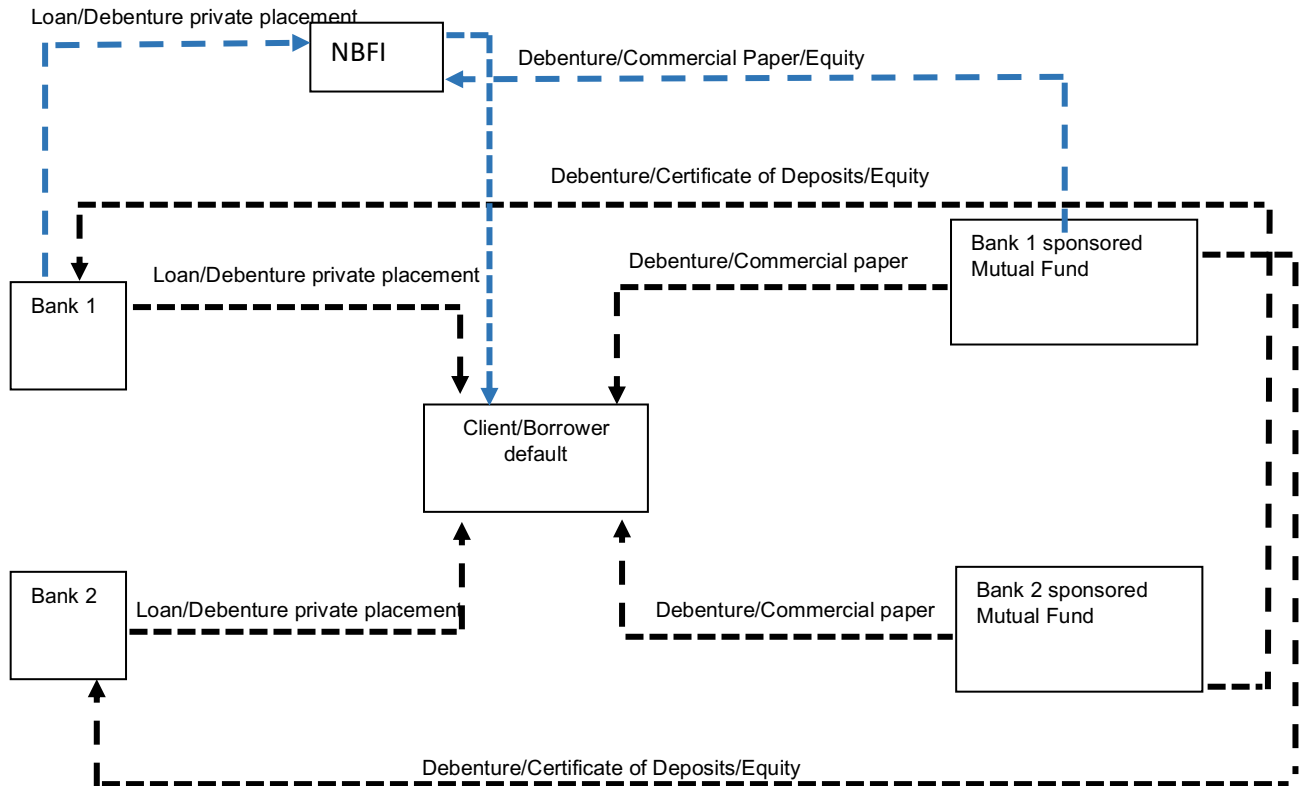 Loan/Debenture private placement
NBFI
Debenture/Commercial Paper/Equity
Debenture/Certificate of Deposits/Equity
Bank 1 sponsored
Mutual Fund
Debenture/Commercial paper
Loan/Debenture private placement
Bank 1
Client/Borrower
default
Bank 2
Loan/Debenture private placement
Debenture/Commercial paper
Bank 2 sponsored
Mutual Fund
Debenture/Certificate of Deposits/Equity